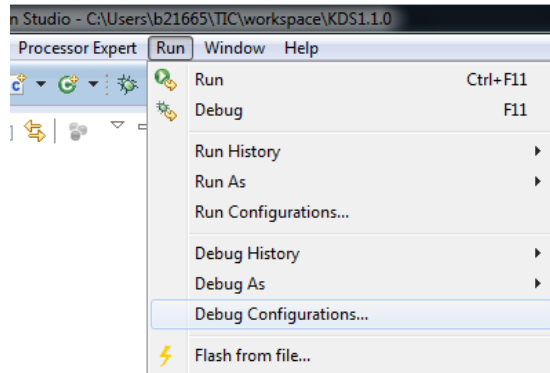 n Studio - C:\Users\b21665\TIC\workspace\KDS1.1.0
Processor Expert Run Window Help
Run Ctrl+F11
Debug F11
Run History
Run As
Run Configurations...
Debug History
Debug As
Debug Configurations...
Flash from file...